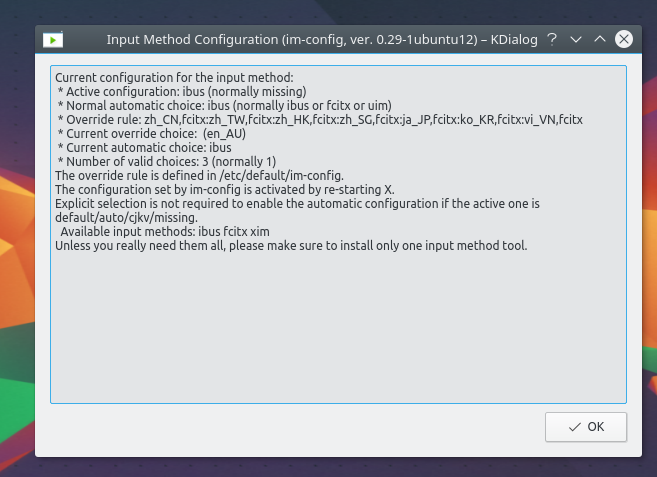 Input Method Configuration (im-config, ver. 0.29-1ubuntu12) – KDialog ?
Current configuration for the input method:
* Active configuration: ibus (normally missing)
* Normal automatic choice: ibus (normally ibus or fcitx or uim)
* Override rule: zh_CN,fcitx:zh_TW,fcitx:zh_HK,fcitx:zh_SG,fcitx:ja_JP,fcitx:ko_KR,fcitx:vi_VN,fcitx
* Current override choice:  (en_AU)
* Current automatic choice: ibus
* Number of valid choices: 3 (normally 1)
The override rule is defined in /etc/default/im-config.
The configuration set by im-config is activated by re-starting X.
Explicit selection is not required to enable the automatic configuration if the active one is
default/auto/cjkv/missing.
Available input methods: ibus fcitx xim
Unless you really need them all, please make sure to install only one input method tool.
OK